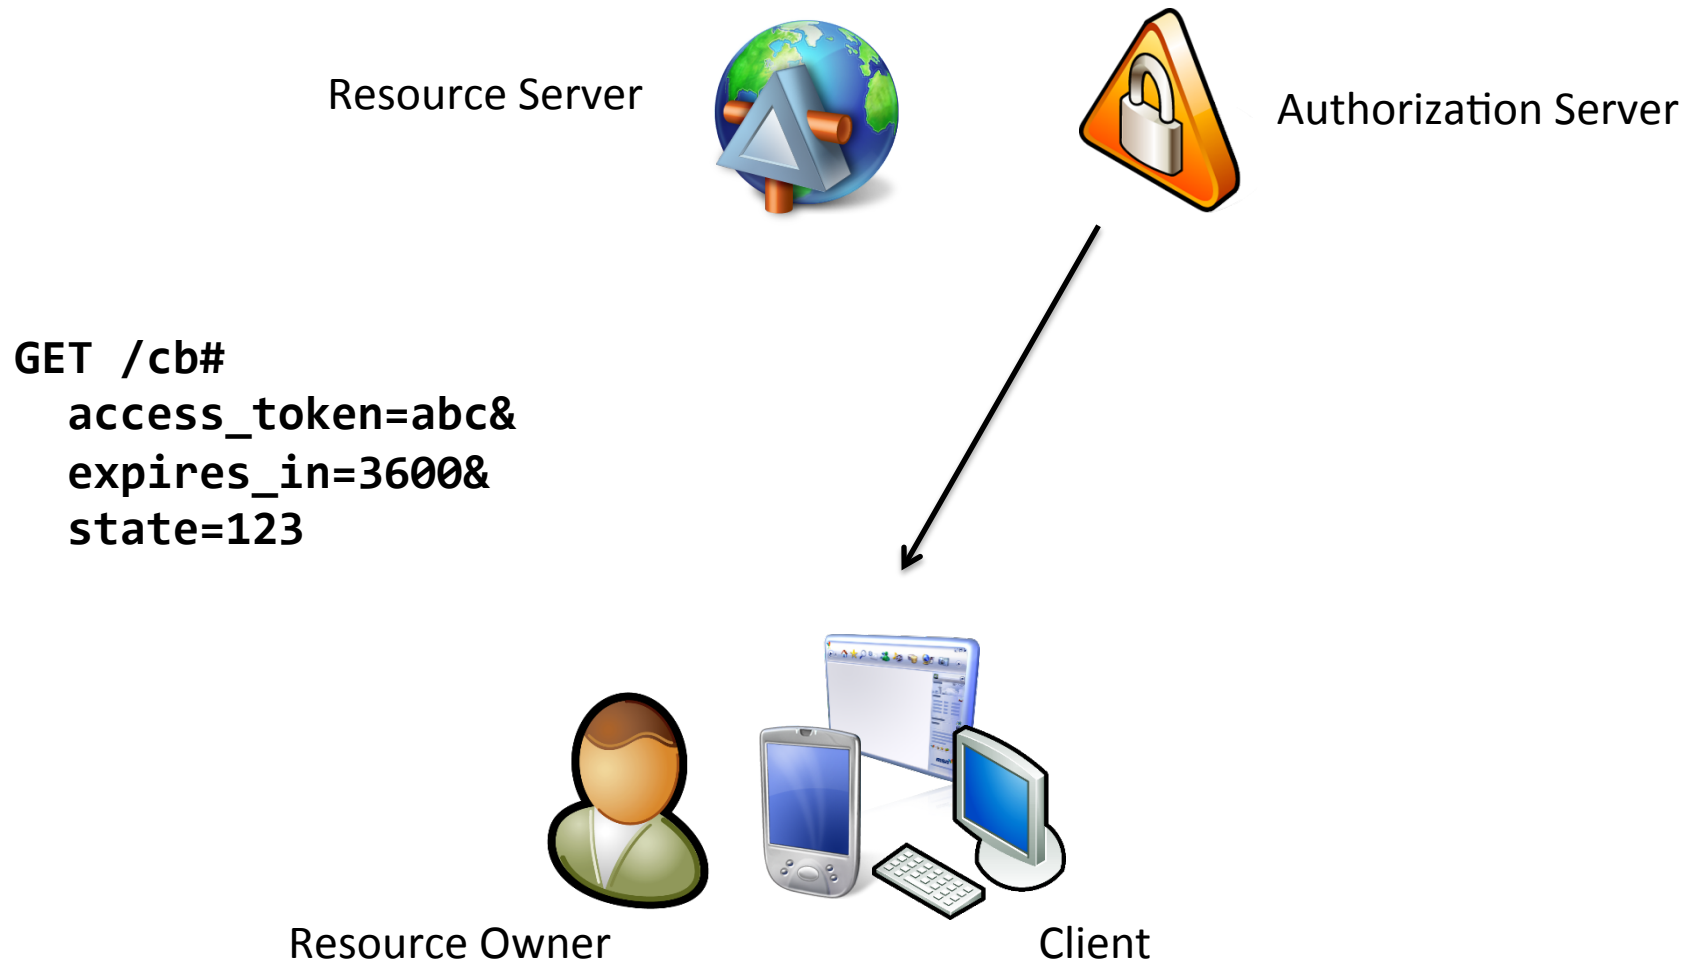 Resource Server
Authorization Server
GET /cb#
access_token=abc&
expires_in=3600&
state=123
Resource Owner
Client